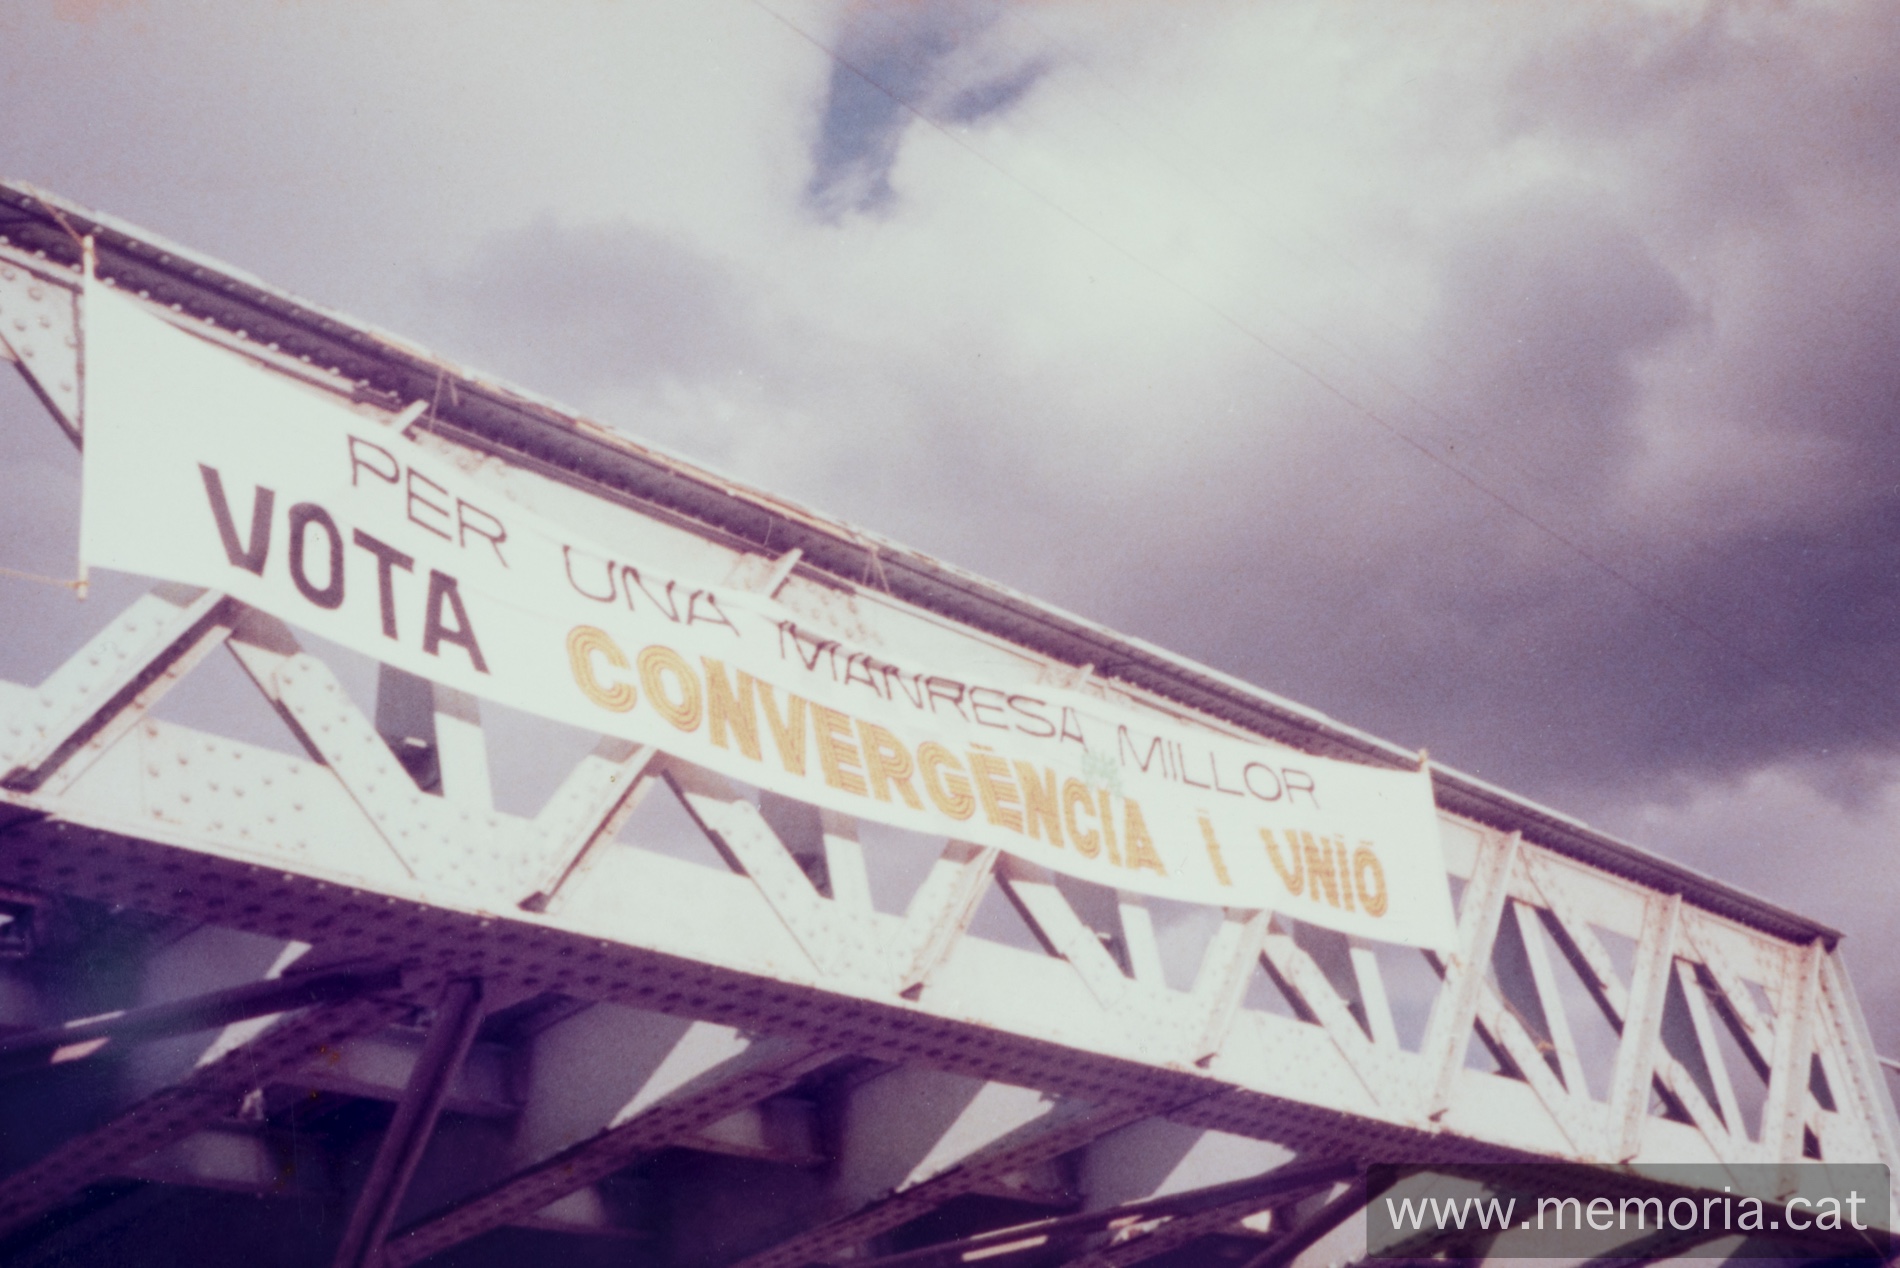 PER UNA MANRESA MILLOR
VOTA CONVERGÈNCIA I UNIÓ
www.memoria.cat